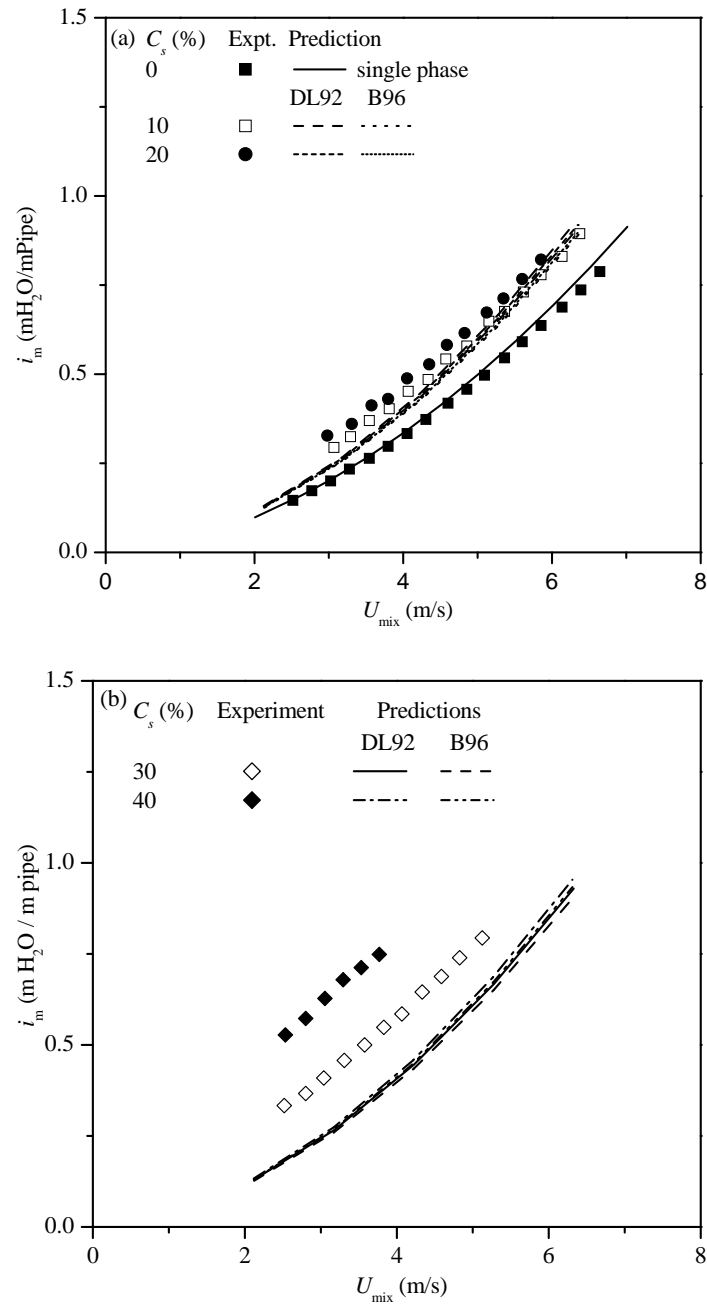 1.5
(a) C_s (%) Expt. Prediction
0 single phase
DL92 B96
10
20
1.0
0.5
0.0
i_m (mH₂O/mPipe)
0 2 4 6 8
U_mix (m/s)
1.5
(b) C_s (%) Experiment Predictions
DL92 B96
30
40
1.0
0.5
0.0
i_m (m H₂O / m pipe)
0 2 4 6 8
U_mix (m/s)